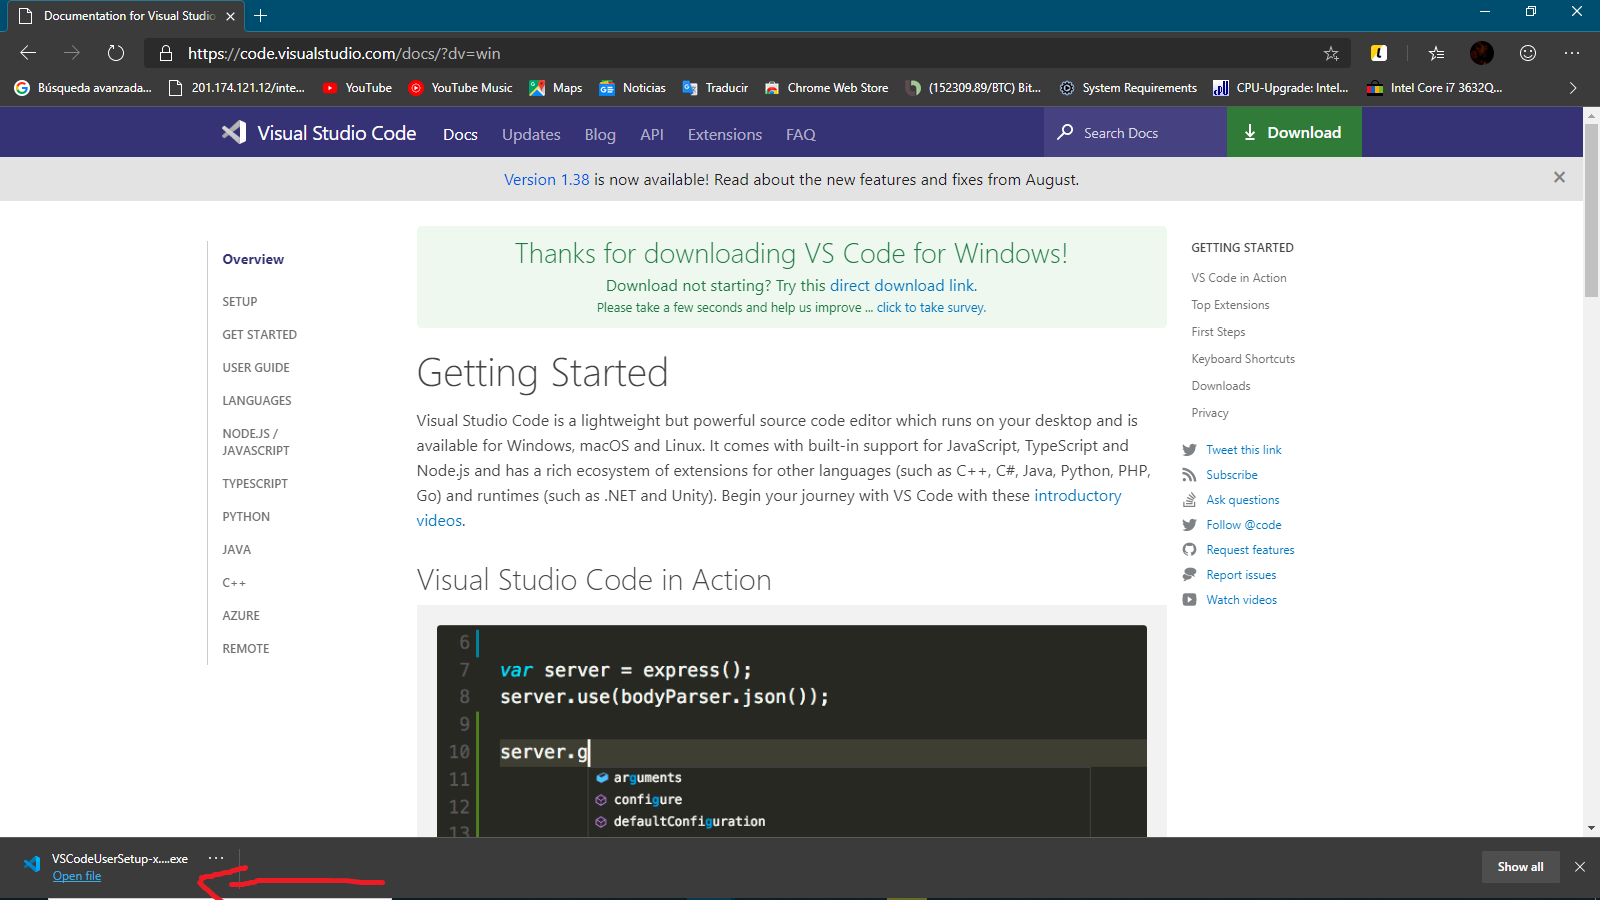 Documentation for Visual Studio
https://code.visualstudio.com/docs/?dv=win
Búsqueda avanzada... 201.174.121.12/inte... YouTube YouTube Music Maps Noticias Traducir Chrome Web Store (152309.89/BTC) Bit... System Requirements CPU-Upgrade: Intel... Intel Core i7 3632Q...
Visual Studio Code Docs Updates Blog API Extensions FAQ Search Docs Download
Version 1.38 is now available! Read about the new features and fixes from August.
Overview
SETUP
GET STARTED
USER GUIDE
LANGUAGES
NODE.JS /
JAVASCRIPT
TYPESCRIPT
PYTHON
JAVA
C++
AZURE
REMOTE
Thanks for downloading VS Code for Windows!
Download not starting? Try this direct download link.
Please take a few seconds and help us improve ... click to take survey.
Getting Started
Visual Studio Code is a lightweight but powerful source code editor which runs on your desktop and is
available for Windows, macOS and Linux. It comes with built-in support for JavaScript, TypeScript and
Node.js and has a rich ecosystem of extensions for other languages (such as C++, C#, Java, Python, PHP,
Go) and runtimes (such as .NET and Unity). Begin your journey with VS Code with these introductory
videos.
Visual Studio Code in Action
6
7 var server = express();
8 server.use(bodyParser.json());
9
10 server.g
11 arguments
12 configure
13 defaultConfiguration
GETTING STARTED
VS Code in Action
Top Extensions
First Steps
Keyboard Shortcuts
Downloads
Privacy
Tweet this link
Subscribe
Ask questions
Follow @code
Request features
Report issues
Watch videos
VSCodeUserSetup-x....exe
Open file
Show all